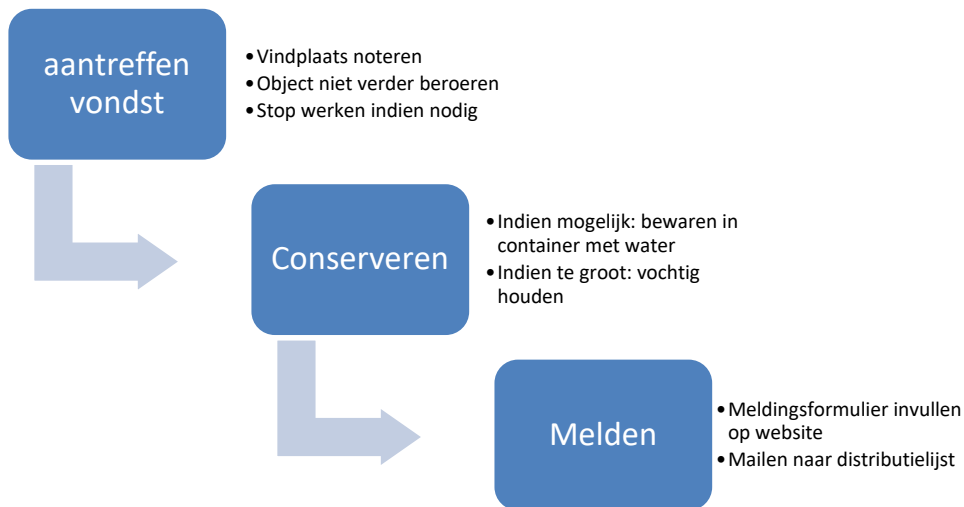 aantreffen
vondst
•Vindplaats noteren
•Object niet verder beroeren
•Stop werken indien nodig
Conserveren
•Indien mogelijk: bewaren in
container met water
•Indien te groot: vochtig
houden
Melden
•Meldingsformulier invullen
op website
•Mailen naar distributielijst